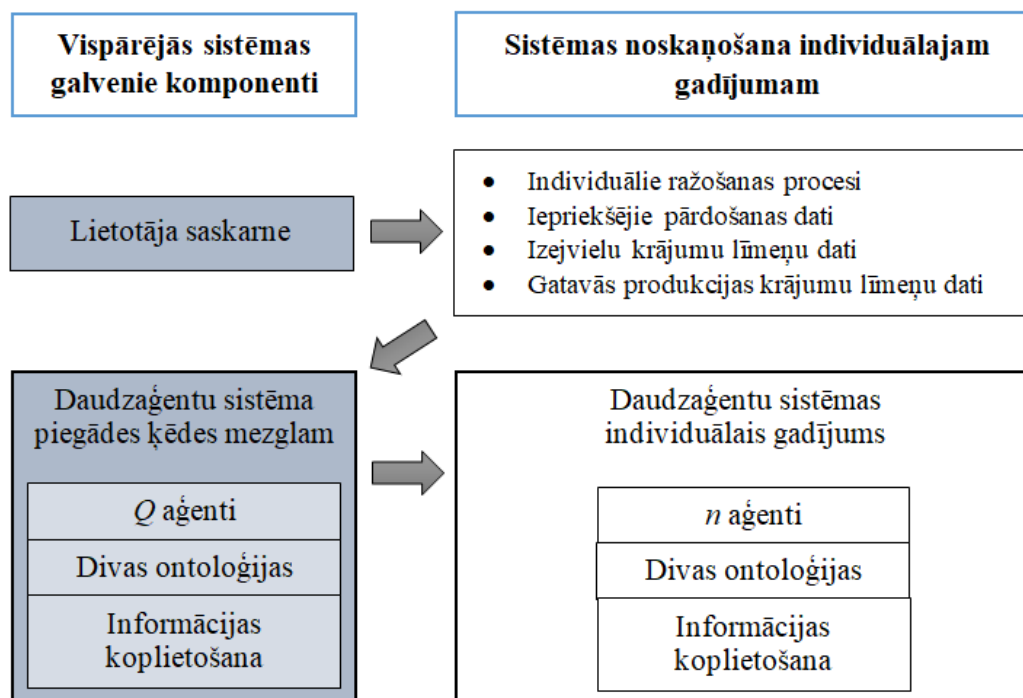 Vispārējās sistēmas
galvenie komponenti
Sistēmas noskaņošana individuālajam
gadījumam
Lietotāja saskarne
• Individuālie ražošanas procesi
• Iepriekšējie pārdošanas dati
• Izejvielu krājumu līmeņu dati
• Gatavās produkcijas krājumu līmeņu dati
Daudzaģentu sistēma
piegādes ķēdes mezglam
Q aģenti
Divas ontoloģijas
Informācijas
koplietošana
Daudzaģentu sistēmas
individuālais gadījums
n aģenti
Divas ontoloģijas
Informācijas
koplietošana